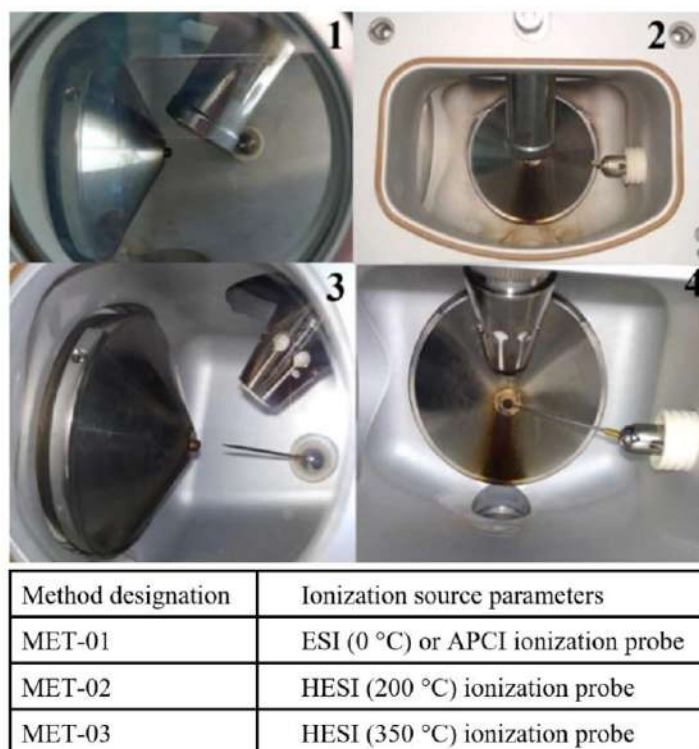 1
2
3
4
Method designation Ionization source parameters
MET-01 ESI (0 °C) or APCI ionization probe
MET-02 HESI (200 °C) ionization probe
MET-03 HESI (350 °C) ionization probe